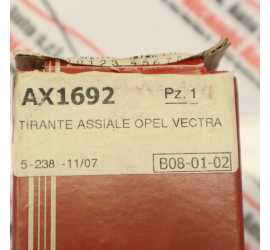 AX1692
Pz. 1
TIRANTE ASSIALE OPEL VECTRA
5-238 -11/07
B08-01-02